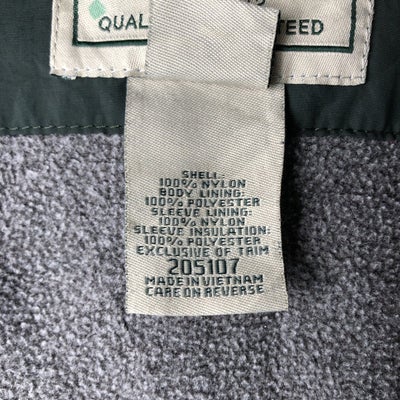 QUAL TEED
SHELL:
100% NYLON
BODY LINING:
100% POLYESTER
SLEEVE LINING:
100% NYLON
SLEEVE INSULATION:
100% POLYESTER
EXCLUSIVE OF TRIM
205107
MADE IN VIETNAM
CARE ON REVERSE